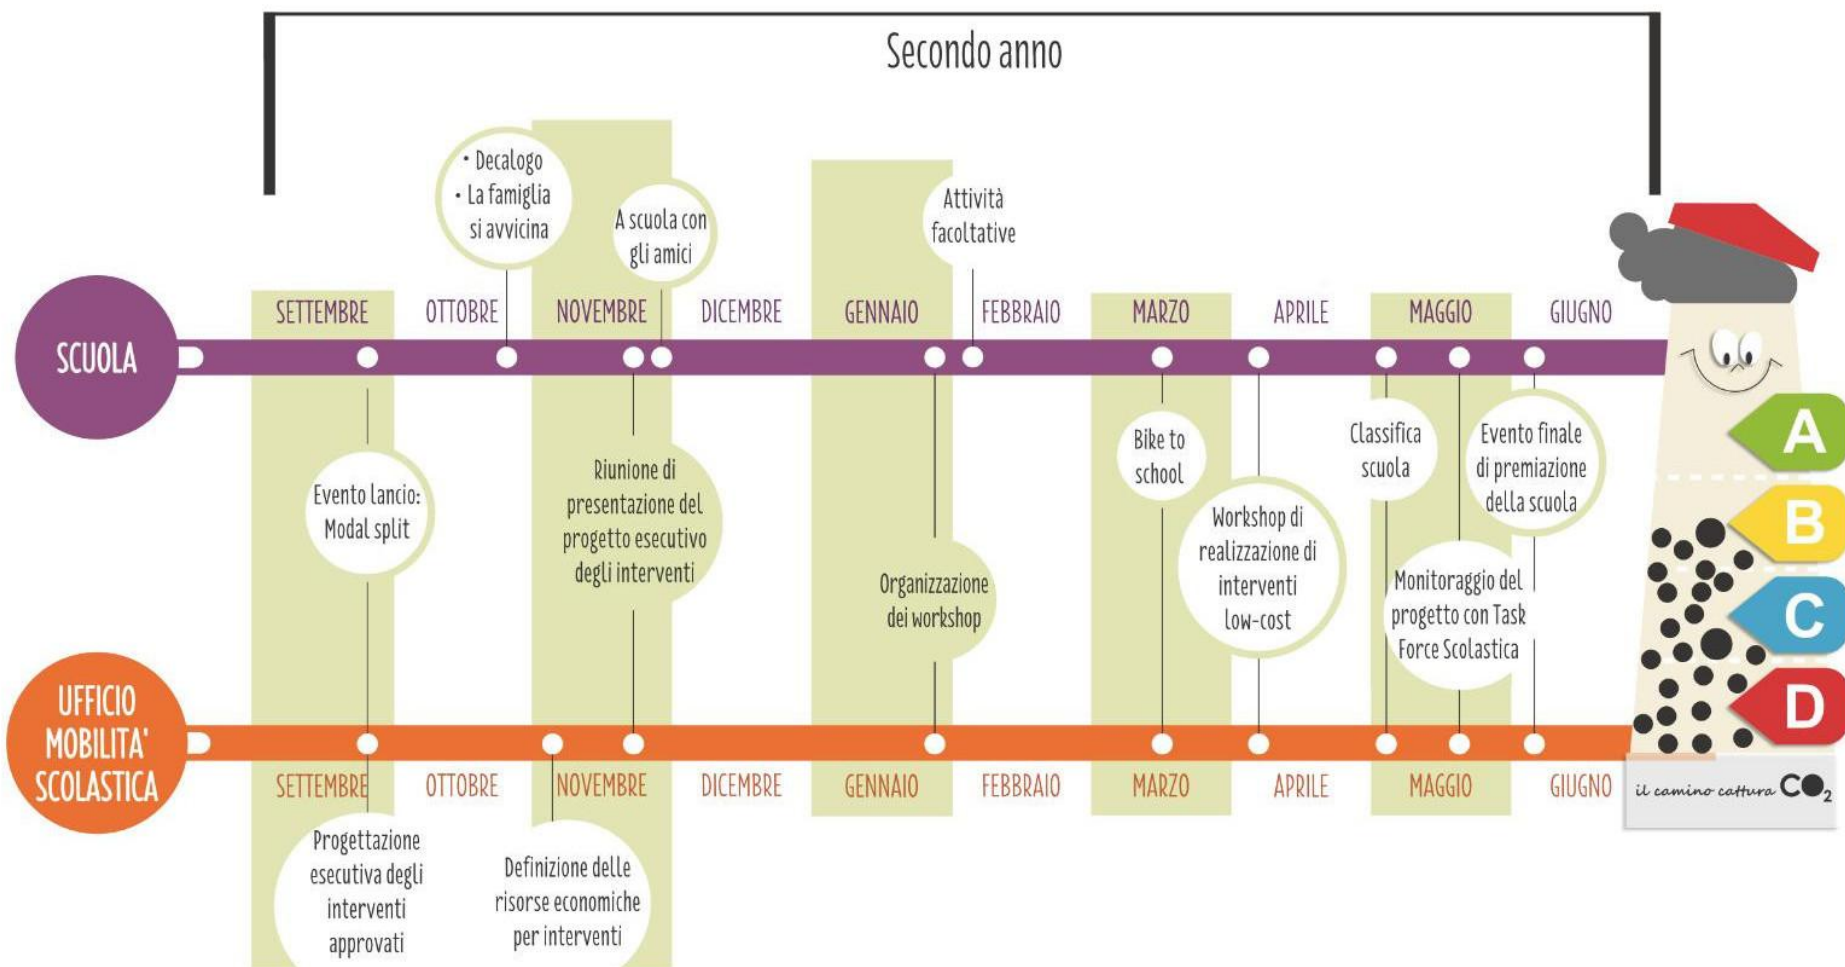 Secondo anno
• Decalogo
• La famiglia
si avvicina
A scuola con
gli amici
Attività
facoltative
SETTEMBRE
OTTOBRE
NOVEMBRE
DICEMBRE
GENNAIO
FEBBRAIO
MARZO
APRILE
MAGGIO
GIUGNO
SCUOLA
Evento lancio:
Modal split
Riunione di
presentazione del
progetto esecutivo
degli interventi
Organizzazione
dei workshop
Bike to
school
Workshop di
realizzazione di
interventi
low-cost
Classifica
scuola
Monitoraggio del
progetto con Task
Force Scolastica
Evento finale
di premiazione
della scuola
A
B
C
D
UFFICIO
MOBILITA'
SCOLASTICA
SETTEMBRE
OTTOBRE
NOVEMBRE
DICEMBRE
GENNAIO
FEBBRAIO
MARZO
APRILE
MAGGIO
GIUGNO
il camino cattura CO2
Progettazione
esecutiva degli
interventi
approvati
Definizione delle
risorse economiche
per interventi